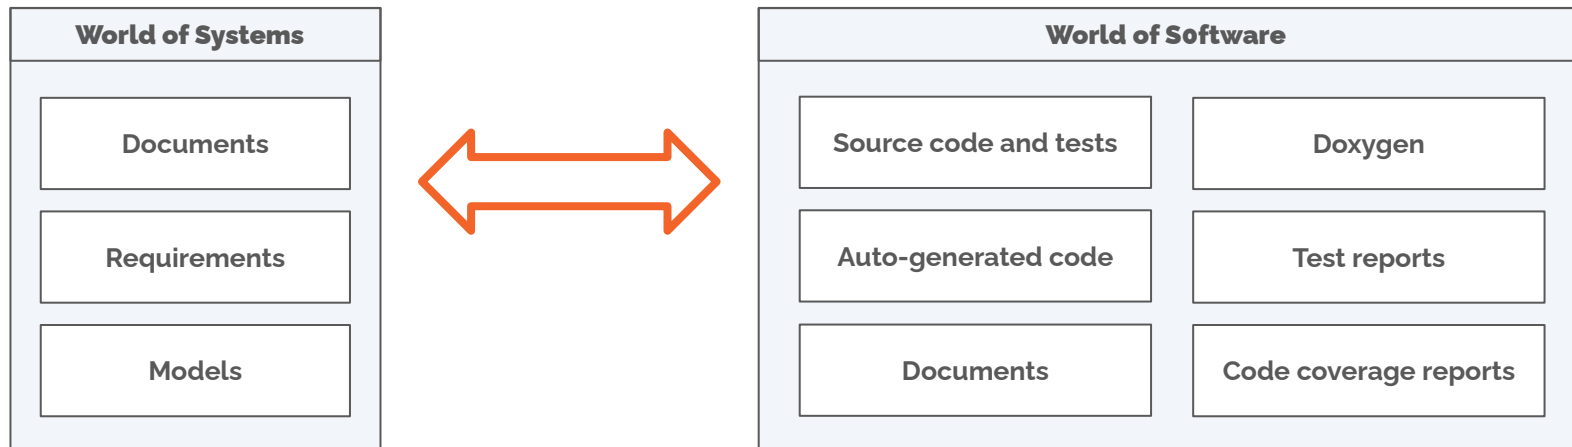 World of Systems
Documents
Requirements
Models
World of S0ftware
Source code and tests
Doxygen
Auto-generated code
Test reports
Documents
Code coverage reports